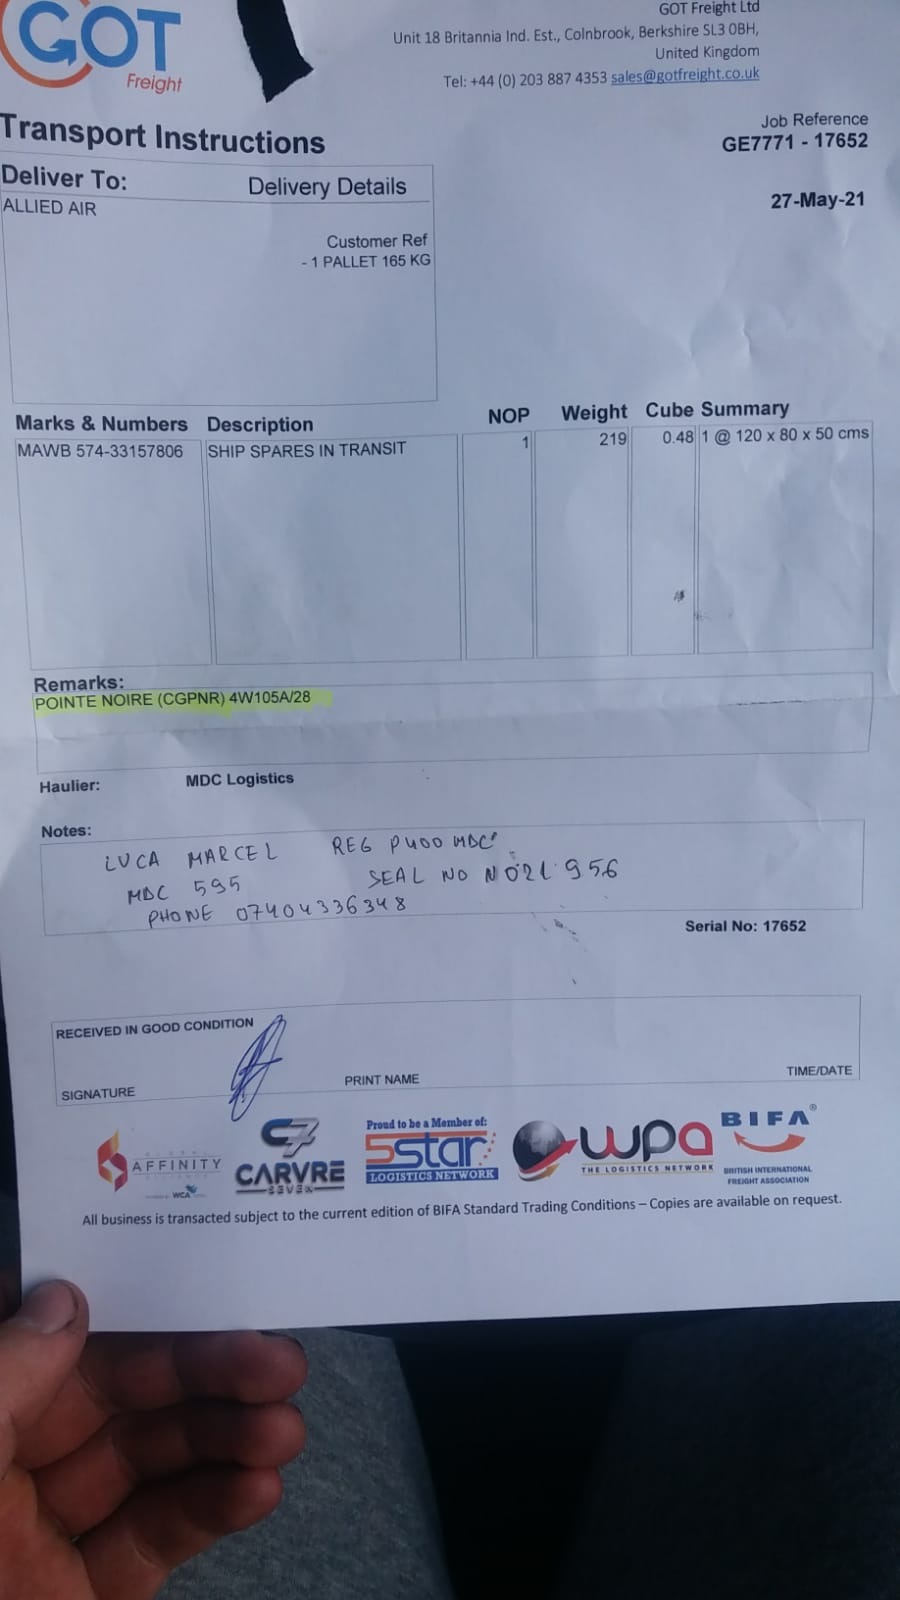 GOT
Freight
GOT Freight Ltd
Unit 18 Britannia Ind. Est., Colnbrook, Berkshire SL3 0BH,
United Kingdom
Tel: +44 (0) 203 887 4353 sales@gotfreight.co.uk
Transport Instructions
Job Reference
GE7771 - 17652
27-May-21
Deliver To: Delivery Details
ALLIED AIR
Customer Ref
- 1 PALLET 165 KG
Marks & Numbers Description NOP Weight Cube Summary
MAWB 574-33157806 SHIP SPARES IN TRANSIT 1 219 0.48 1 @ 120 x 80 x 50 cms
Remarks:
POINTE NOIRE (CGPNR) 4W105A/28
Haulier: MDC Logistics
Notes:
LUCA MARCEL REG P400 MDC
MDC 595 SEAL NO N021956
PHONE 07404336348
Serial No: 17652
RECEIVED IN GOOD CONDITION
SIGNATURE PRINT NAME TIME/DATE
AFFINITY
WCA
C7
CARVRE
SEVEN
Proud to be a Member of:
5star
LOGISTICS NETWORK
wpa
THE LOGISTICS NETWORK
BIFA®
BRITISH INTERNATIONAL
FREIGHT ASSOCIATION
All business is transacted subject to the current edition of BIFA Standard Trading Conditions – Copies are available on request.